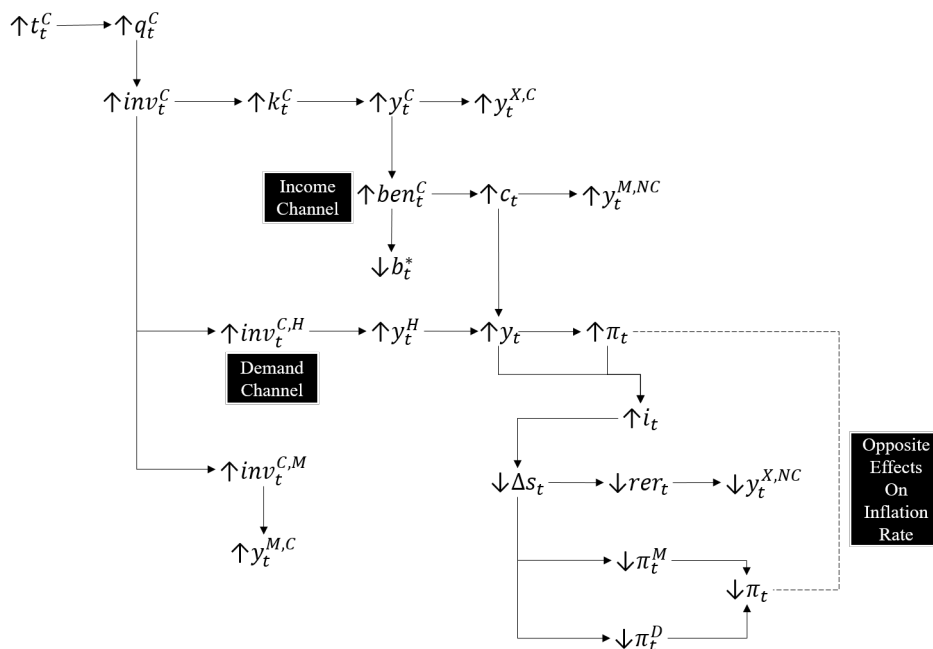 ↑t_t^C ↑q_t^C
↑inv_t^C ↑k_t^C ↑y_t^C ↑y_t^{X,C}
Income
Channel
↑ben_t^C ↑c_t ↑y_t^{M,NC}
↓b_t^*
↑inv_t^{C,H} ↑y_t^H ↑y_t ↑π_t
Demand
Channel
↑i_t
Opposite
Effects
On
Inflation
Rate
↑inv_t^{C,M}
↓Δs_t ↓rer_t ↓y_t^{X,NC}
↑y_t^{M,C}
↓π_t^M
↓π_t
↓π_t^D